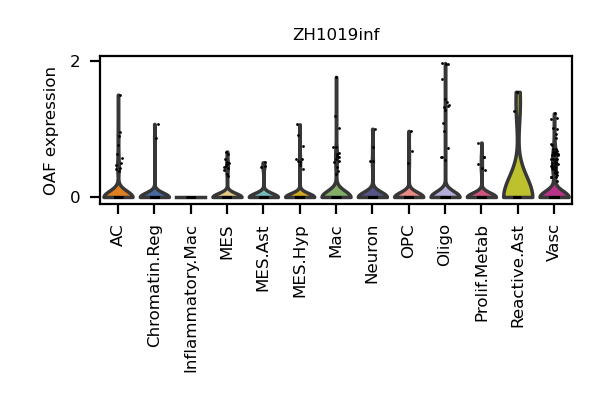 ZH1019inf
OAF expression
2
0
AC
Chromatin.Reg
Inflammatory.Mac
MES
MES.Ast
MES.Hyp
Mac
Neuron
OPC
Oligo
Prolif.Metab
Reactive.Ast
Vasc